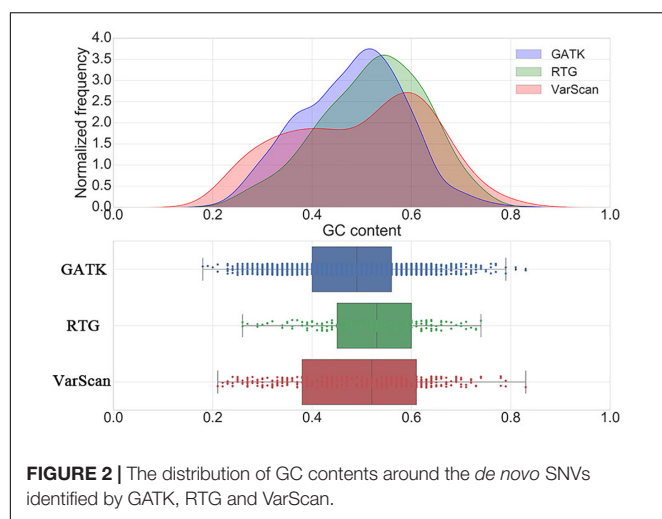 4.0
3.5
3.0
2.5
2.0
1.5
1.0
0.5
0.0
Normalized frequency
GATK
RTG
VarScan
0.0 0.2 0.4 0.6 0.8 1.0
GC content
GATK
RTG
VarScan
0.0 0.2 0.4 0.6 0.8 1.0
FIGURE 2 | The distribution of GC contents around the de novo SNVs
identified by GATK, RTG and VarScan.